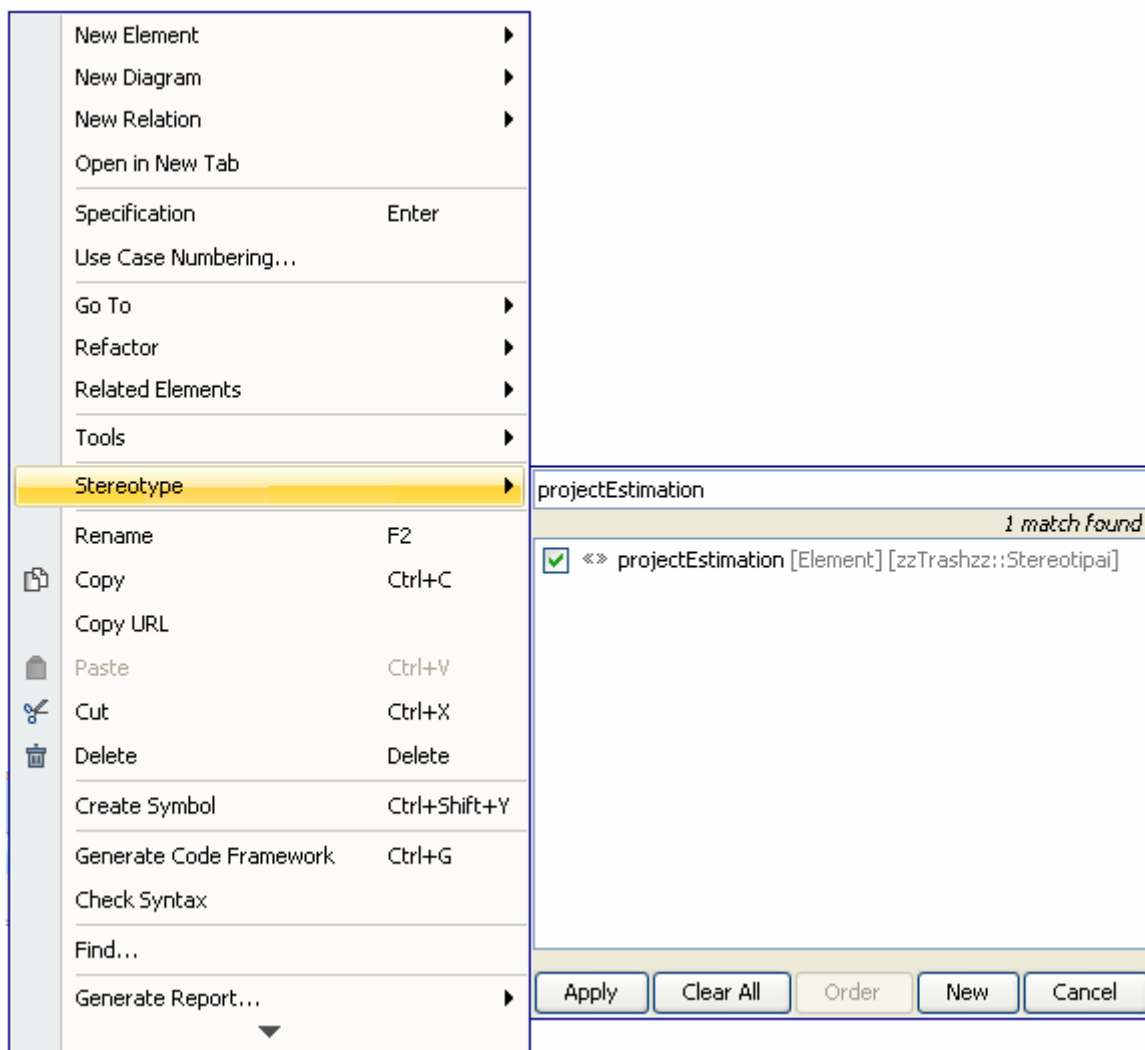 New Element
New Diagram
New Relation
Open in New Tab
Specification Enter
Use Case Numbering...
Go To
Refactor
Related Elements
Tools
Stereotype
Rename F2
Copy Ctrl+C
Copy URL
Paste Ctrl+V
Cut Ctrl+X
Delete Delete
Create Symbol Ctrl+Shift+Y
Generate Code Framework Ctrl+G
Check Syntax
Find...
Generate Report...
projectEstimation
1 match found
«» projectEstimation [Element] [zzTrashzz::Stereotipai]
Apply Clear All Order New Cancel